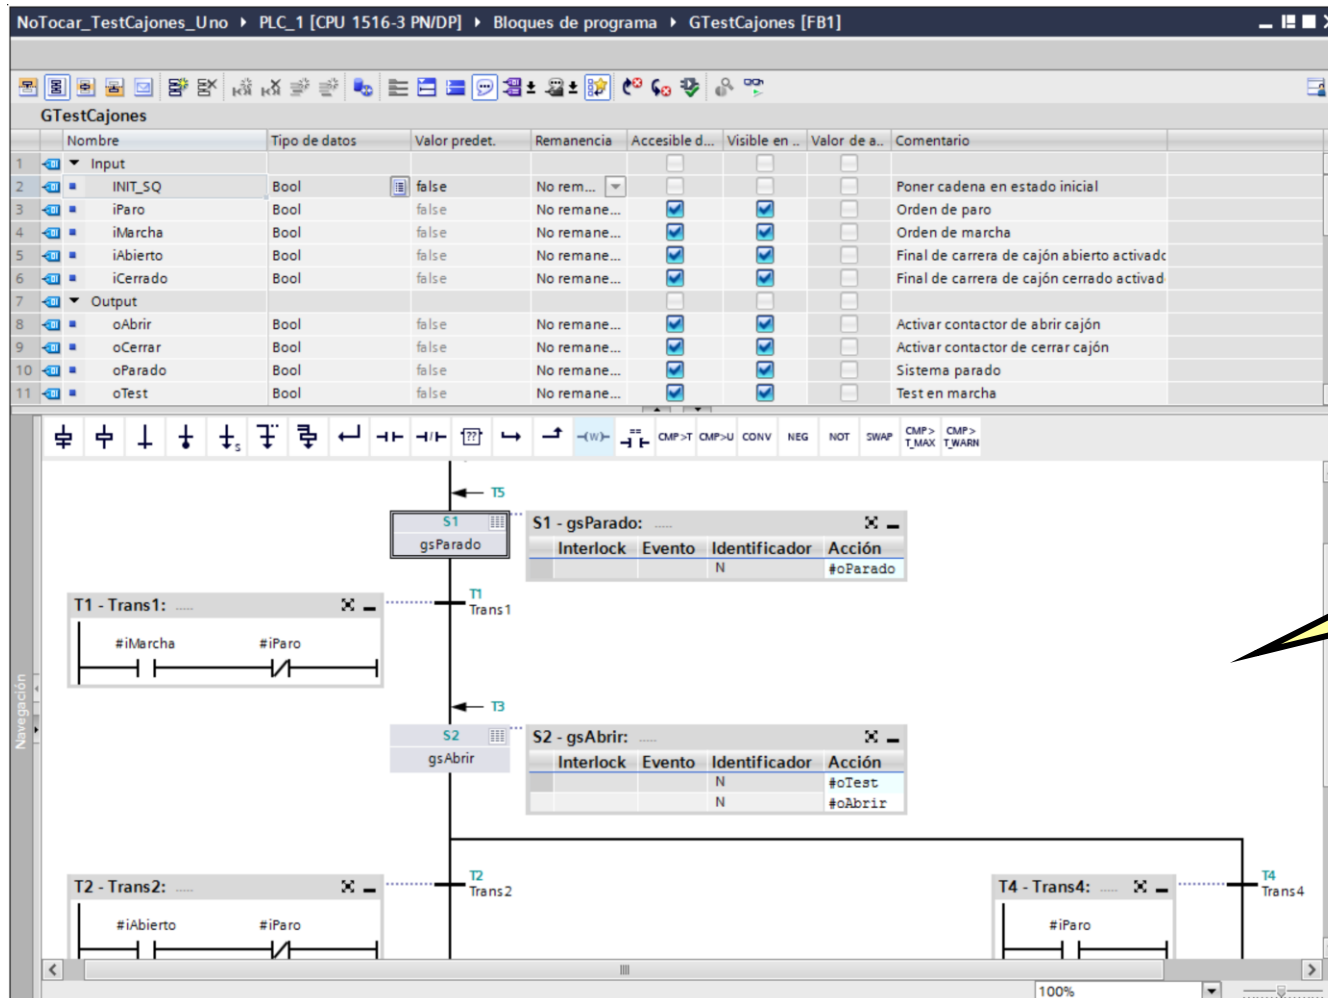 NoTocar_TestCajones_Uno ▸ PLC_1 [CPU 1516-3 PN/DP] ▸ Bloques de programa ▸ GTestCajones [FB1]
GTestCajones
Nombre Tipo de datos Valor predet. Remanencia Accesible d... Visible en .. Valor de a.. Comentario
1 Input
2 INIT_SQ Bool false No rem... Poner cadena en estado inicial
3 iParo Bool false No remane... Orden de paro
4 iMarcha Bool false No remane... Orden de marcha
5 iAbierto Bool false No remane... Final de carrera de cajón abierto activado
6 iCerrado Bool false No remane... Final de carrera de cajón cerrado activad
7 Output
8 oAbrir Bool false No remane... Activar contactor de abrir cajón
9 oCerrar Bool false No remane... Activar contactor de cerrar cajón
10 oParado Bool false No remane... Sistema parado
11 oTest Bool false No remane... Test en marcha
S ?? (W) == CMP>T CMP>U CONV NEG NOT SWAP CMP> T_MAX CMP> T_WARN
T5
S1
gsParado
S1 - gsParado: .....
Interlock Evento Identificador Acción
N #oParado
T1
Trans1
T1 - Trans1: .....
#iMarcha #iParo
T3
S2
gsAbrir
S2 - gsAbrir: .....
Interlock Evento Identificador Acción
N #oTest
N #oAbrir
T2
Trans2
T2 - Trans2: .....
#iAbierto #iParo
T4 - Trans4: .....
#iParo
T4
Trans4
Navegación
100%